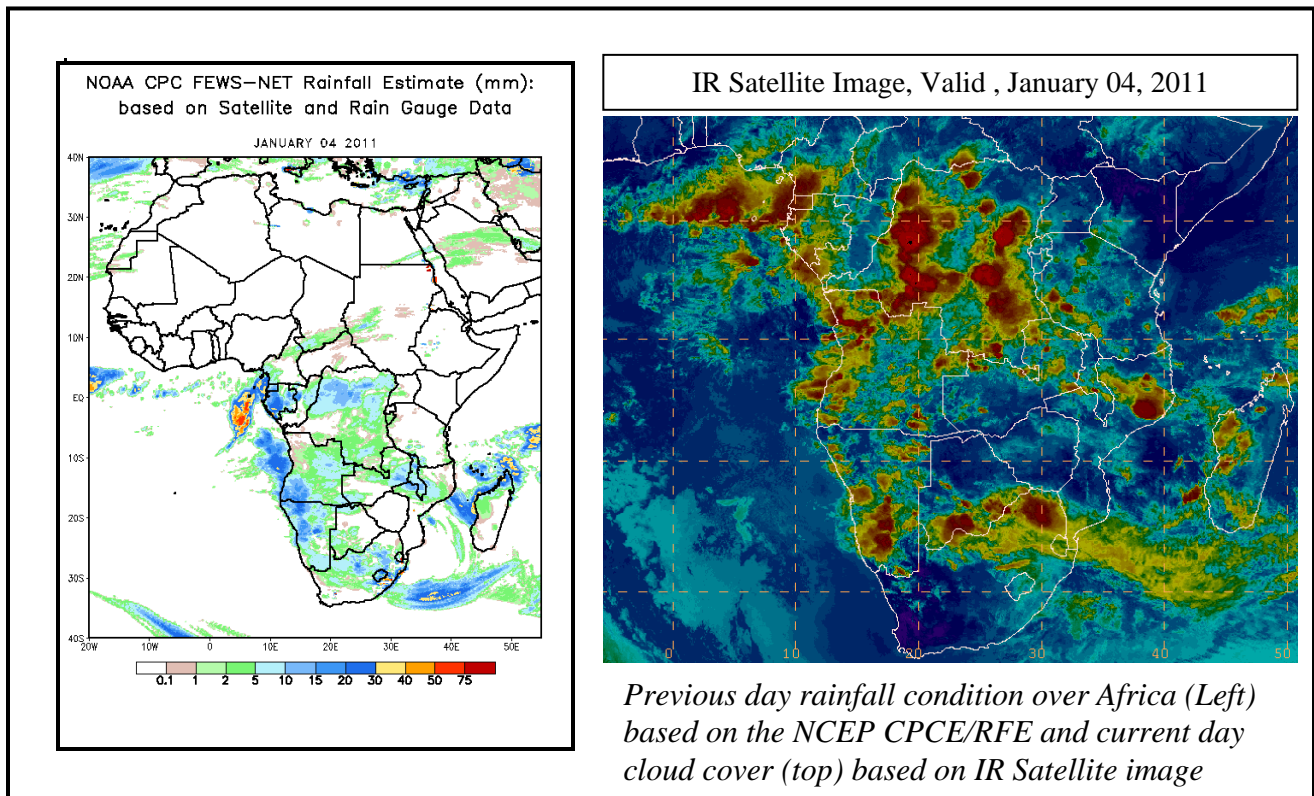 NOAA CPC FEWS-NET Rainfall Estimate (mm):
based on Satellite and Rain Gauge Data
JANUARY 04 2011
40N
30N
20N
10N
EQ
10S
20S
30S
40S
20W 10W 0 10E 20E 30E 40E 50E
0.1 1 2 5 10 15 20 30 40 50 75
IR Satellite Image, Valid , January 04, 2011
0 10 20 30 40 50
Previous day rainfall condition over Africa (Left)
based on the NCEP CPCE/RFE and current day
cloud cover (top) based on IR Satellite image